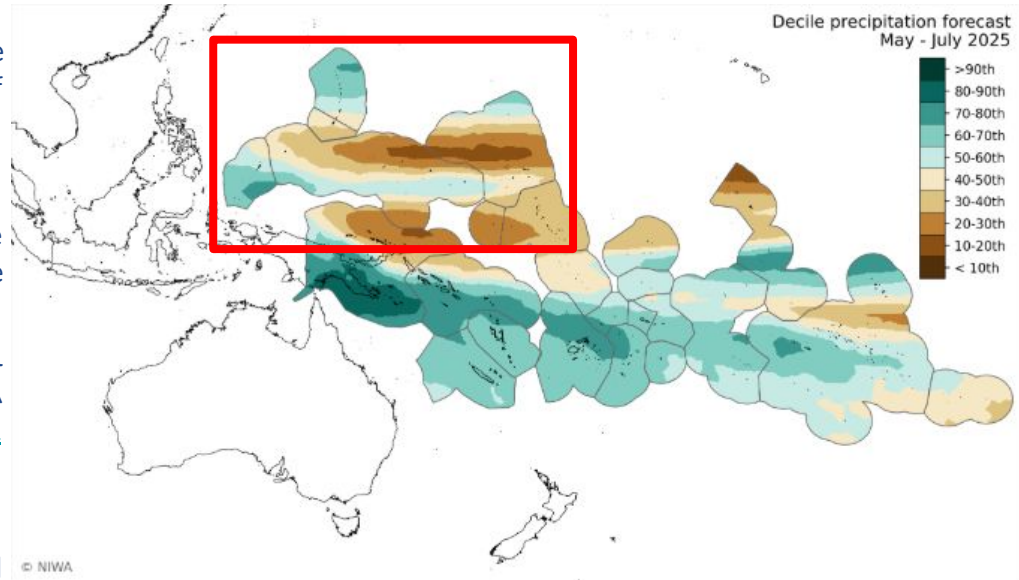 Decile precipitation forecast
May - July 2025
>90th
80-90th
70-80th
60-70th
50-60th
40-50th
30-40th
20-30th
10-20th
< 10th
© NIWA